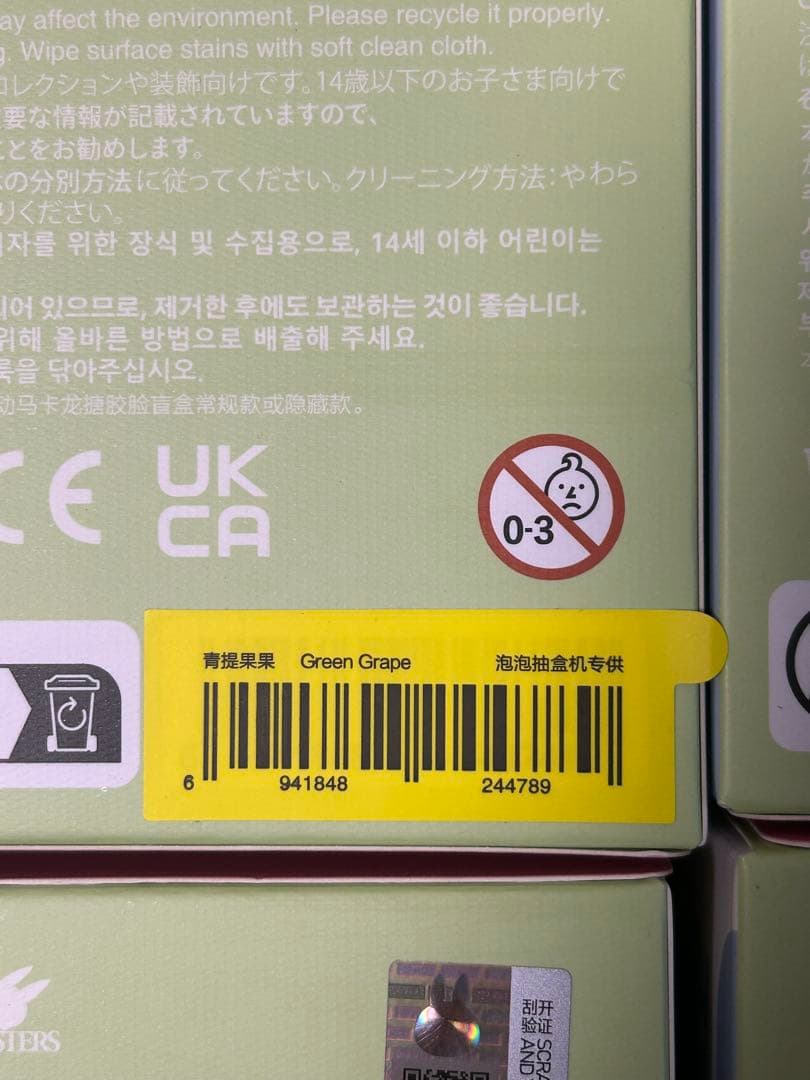 ay affect the environment. Please recycle it properly.
g. Wipe surface stains with soft clean cloth.
コレクションや装飾向けです。14歳以下のお子さま向けで
要な情報が記載されていますので、
ことをお勧めします。
の分別方法に従ってください。クリーニング方法：やわら
りください。
자를 위한 장식 및 수집용으로, 14세 이하 어린이는
되어 있으므로, 제거한 후에도 보관하는 것이 좋습니다.
위해 올바른 방법으로 배출해 주세요.
룩을 닦아주십시오.
动马卡龙搪胶脸盲盒常规款或隐藏款。
CE
UK
CA
0-3
青提果果 Green Grape 泡泡抽盒机专供
6 941848 244789
STERS
开证 SCRA
刮验 AND